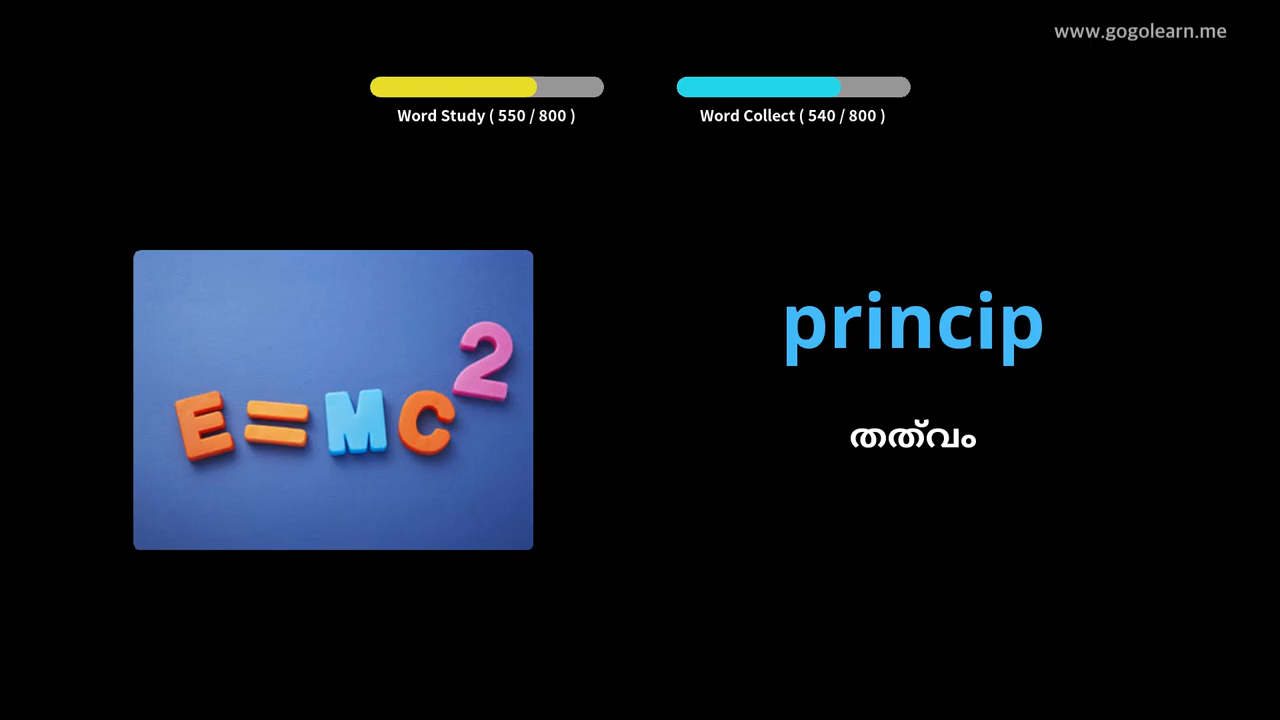 www.gogolearn.me
Word Study ( 550 / 800 )
Word Collect ( 540 / 800 )
E=MC2
princip
തത്വം